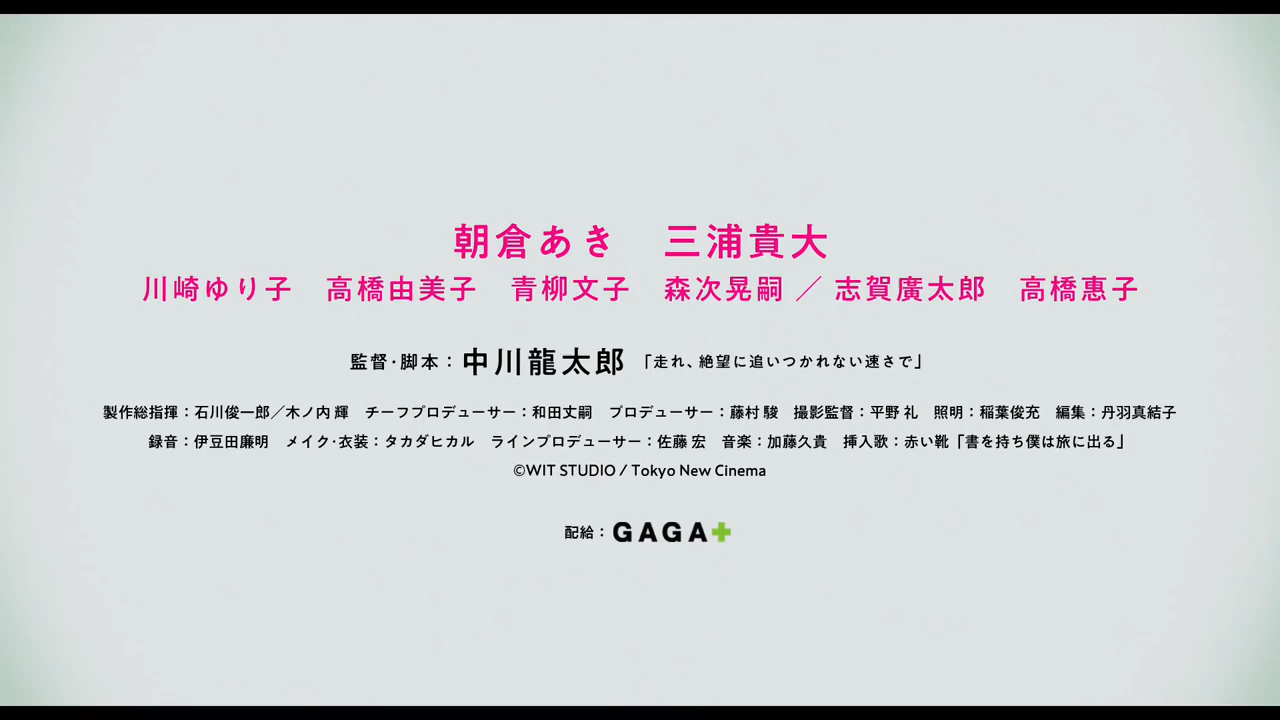 朝倉あき　三浦貴大
川崎ゆり子　高橋由美子　青柳文子　森次晃嗣 ／ 志賀廣太郎　高橋惠子
監督・脚本：中川龍太郎「走れ、絶望に追いつかれない速さで」
製作総指揮：石川俊一郎／木ノ内 輝　チーフプロデューサー：和田丈嗣　プロデューサー：藤村 駿　撮影監督：平野 礼　照明：稲葉俊充　編集：丹羽真結子
録音：伊豆田廉明　メイク・衣装：タカダヒカル　ラインプロデューサー：佐藤 宏　音楽：加藤久貴　挿入歌：赤い靴「書を持ち僕は旅に出る」
©WIT STUDIO / Tokyo New Cinema
配給：GAGA+